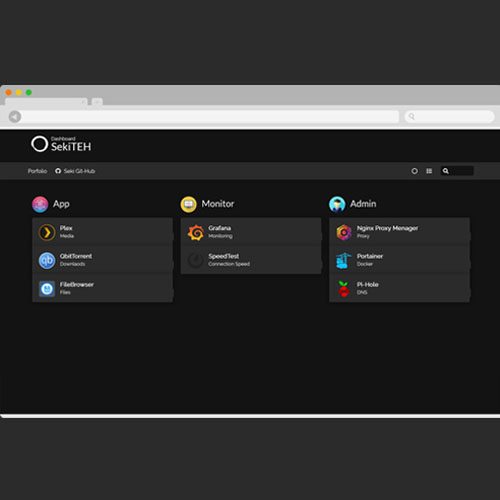 Dashboard
SekiTEH
Portfolio
Seki Git-Hub
App
Plex
Media
QbitTorrent
Downlaods
FileBrowser
Files
Monitor
Grafana
Monitoring
SpeedTest
Connection Speed
Admin
Nginx Proxy Menager
Proxy
Portainer
Docker
Pi-Hole
DNS